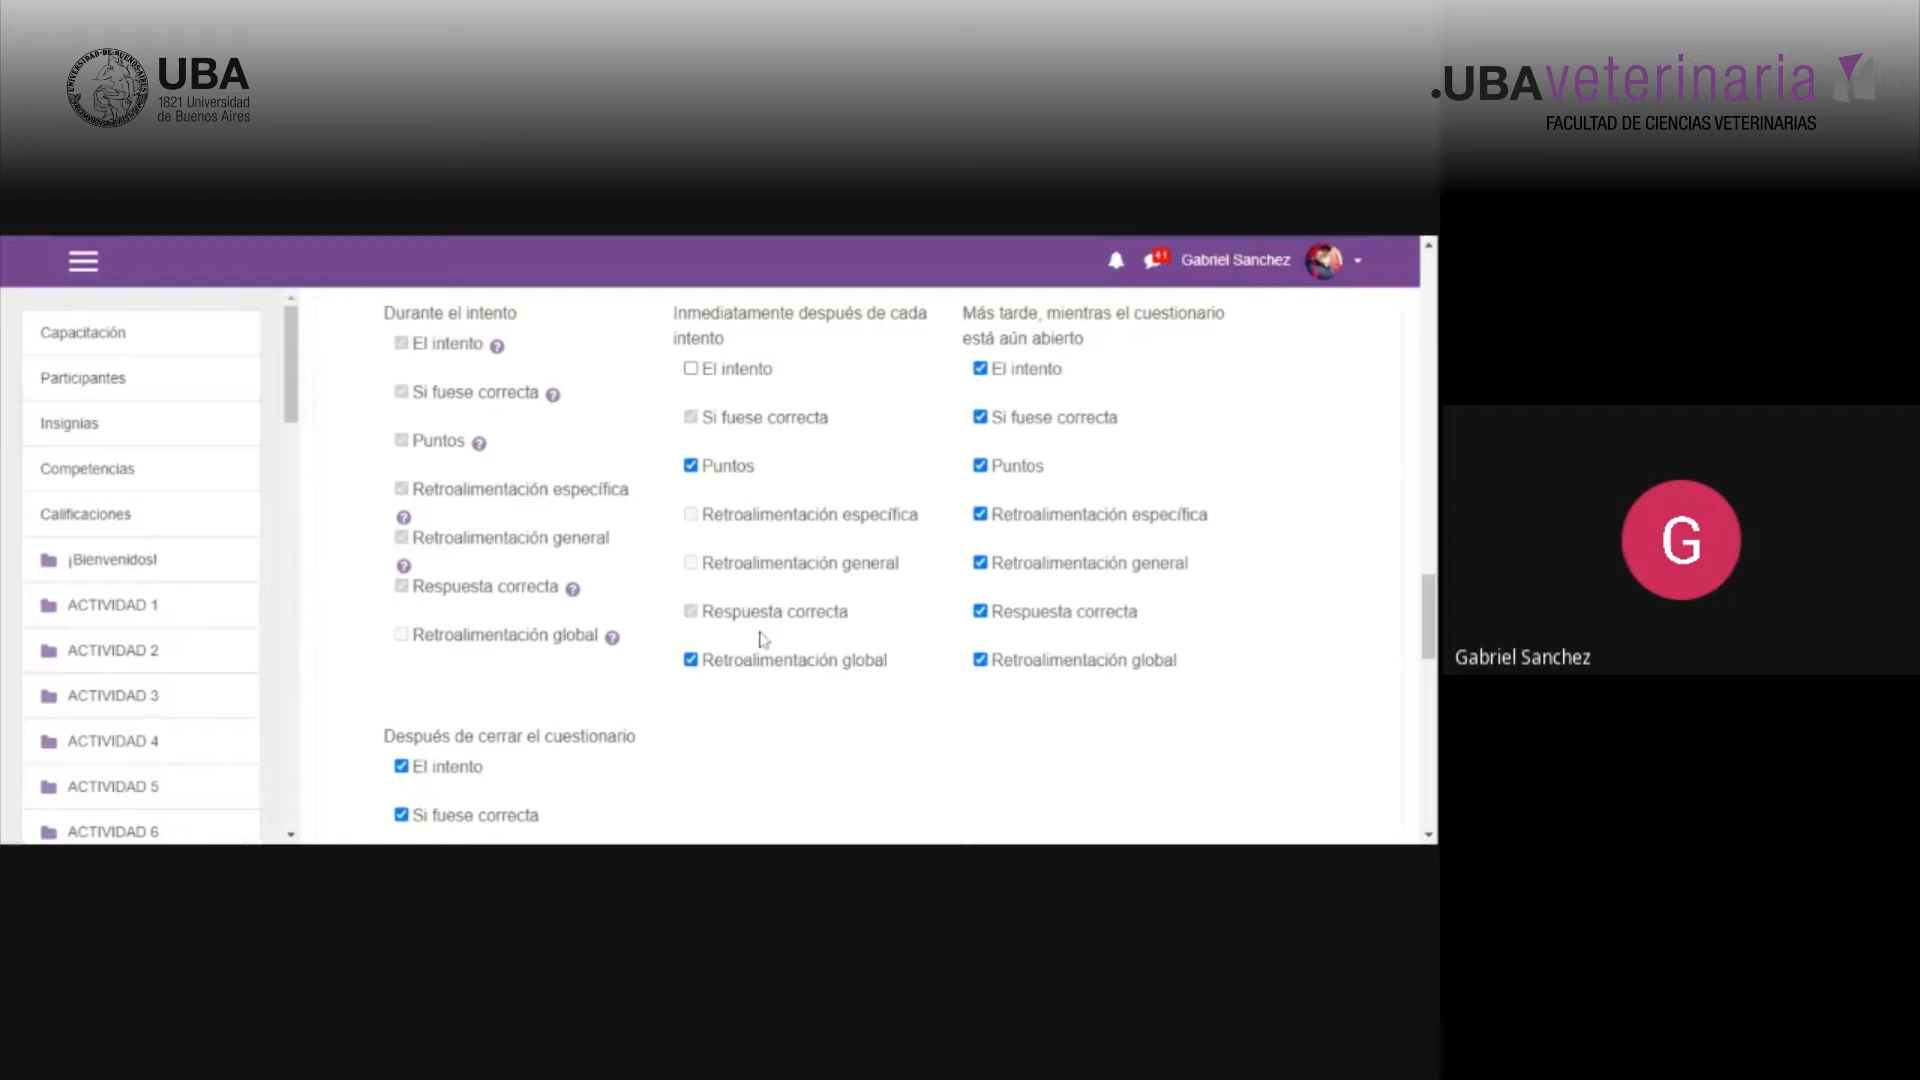 UNIVERSIDAD·DE·BUENOS·AIRES
UBA
1821 Universidad
de Buenos Aires
.UBAveterinaria
FACULTAD DE CIENCIAS VETERINARIAS
41
Gabriel Sanchez
Capacitación
Participantes
Insignias
Competencias
Calificaciones
¡Bienvenidos!
ACTIVIDAD 1
ACTIVIDAD 2
ACTIVIDAD 3
ACTIVIDAD 4
ACTIVIDAD 5
ACTIVIDAD 6
Durante el intento
El intento ?
Si fuese correcta ?
Puntos ?
Retroalimentación específica
?
Retroalimentación general
?
Respuesta correcta ?
Retroalimentación global ?
Inmediatamente después de cada
intento
El intento
Si fuese correcta
Puntos
Retroalimentación específica
Retroalimentación general
Respuesta correcta
Retroalimentación global
Más tarde, mientras el cuestionario
está aún abierto
El intento
Si fuese correcta
Puntos
Retroalimentación específica
Retroalimentación general
Respuesta correcta
Retroalimentación global
Después de cerrar el cuestionario
El intento
Si fuese correcta
G
Gabriel Sanchez